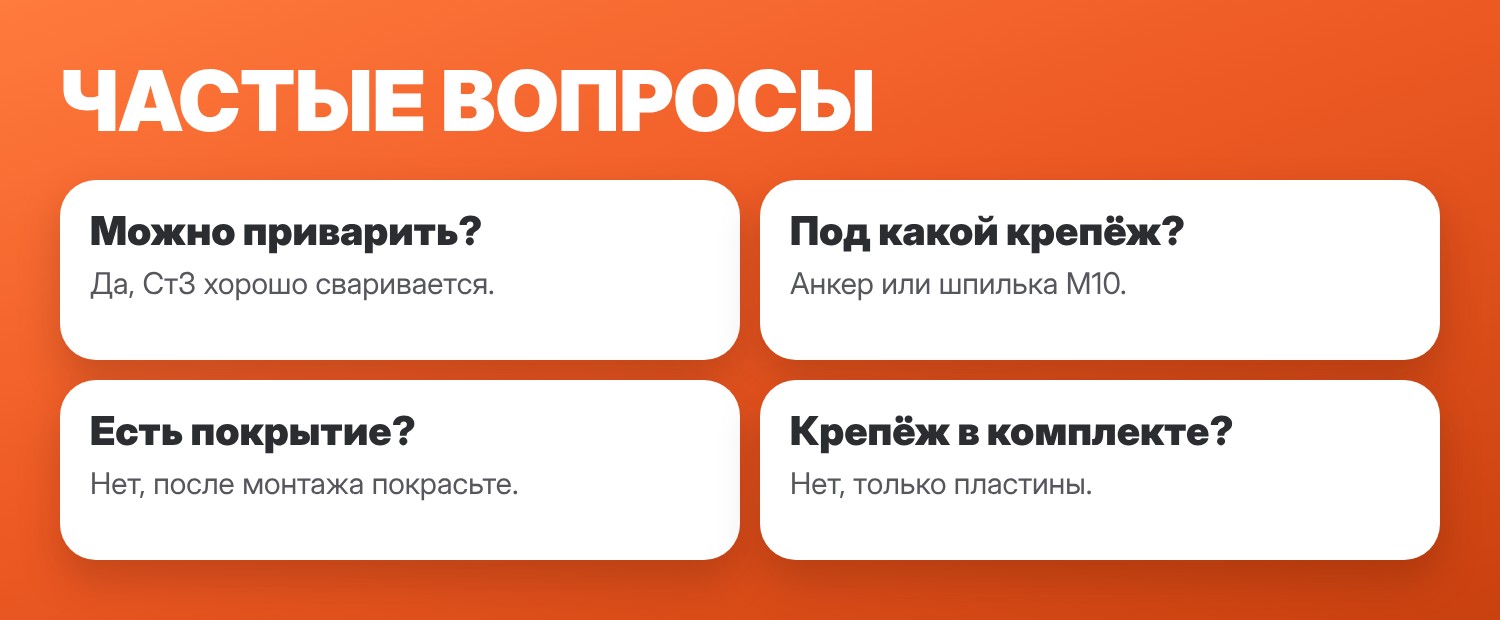 ЧАСТЫЕ ВОПРОСЫ
Можно приварить?
Да, Ст3 хорошо сваривается.
Под какой крепёж?
Анкер или шпилька М10.
Есть покрытие?
Нет, после монтажа покрасьте.
Крепёж в комплекте?
Нет, только пластины.